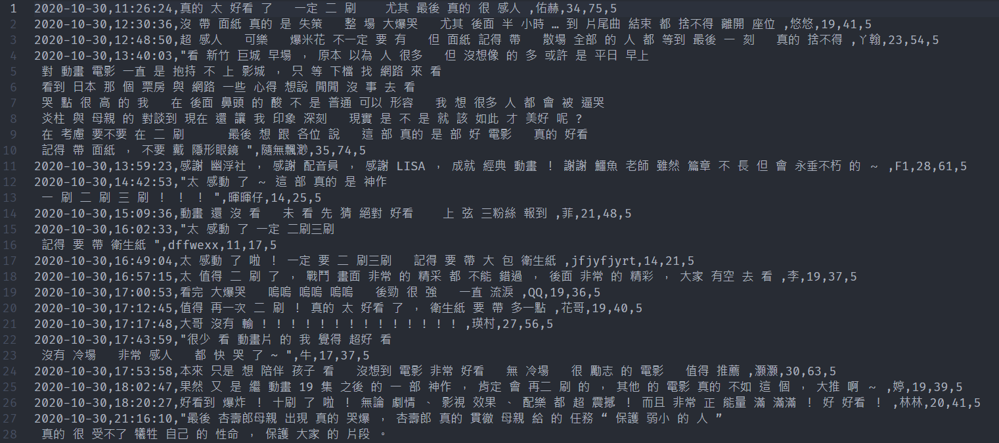 1 2020-10-30,11:26:24,真的 太 好看 了 一定 二 刷 尤其 最後 真的 很 感人 ,佑赫,34,75,5
2 2020-10-30,12:30:36,沒 帶 面紙 真的 是 失策 整 場 大爆哭 尤其 後面 半 小時 … 到 片尾曲 結束 都 捨不得 離開 座位 ,悠悠,19,41,5
3 2020-10-30,12:48:50,超 感人 可樂 爆米花 不一定 要 有 但 面紙 記得 帶 散場 全部 的 人 都 等到 最後 一 刻 真的 捨不得 ,ㄚ翰,23,54,5
4 2020-10-30,13:40:03,"看 新竹 巨城 早場 , 原本 以為 人 很多 但 沒想像 的 多 或許 是 平日 早上
5 對 動畫 電影 一直 是 抱持 不 上 影城 , 只 等 下檔 找 網路 來 看
6 看到 日本 那 個 票房 與 網路 一些 心得 想說 閒閒 沒 事 去 看
7 哭 點 很 高 的 我 在 後面 鼻頭 的 酸 不 是 普通 可以 形容 我 想 很多 人 都 會 被 逼哭
8 炎柱 與 母親 的 對談到 現在 還 讓 我 印象 深刻 現實 是 不 是 就 該 如此 才 美好 呢 ?
9 在 考慮 要不要 在 二 刷 最後 想 跟 各位 說 這 部 真的 是 部 好 電影 真的 好看
10 記得 帶 面紙 , 不要 戴 隱形眼鏡 ",隨無飄渺,35,74,5
11 2020-10-30,13:59:23,感謝 幽浮社 , 感謝 配音員 , 感謝 LISA , 成就 經典 動畫 ! 謝謝 鱷魚 老師 雖然 篇章 不 長 但 會 永垂不朽 的 ~ ,F1,28,61,5
12 2020-10-30,14:42:53,"太 感動 了 ~ 這 部 真的 是 神作
13 一 刷 二 刷 三 刷 ! ! ! ",暉暉仔,14,25,5
14 2020-10-30,15:09:36,動畫 還 沒 看 未 看 先 猜 絕對 好看 上 弦 三粉絲 報到 ,菲,21,48,5
15 2020-10-30,16:02:33,"太 感動 了 一定 二刷三刷
16 記得 要 帶 衛生紙 ",dffwexx,11,17,5
17 2020-10-30,16:49:04,太 感動 了 啦 ! 一定 要 二 刷三刷 記得 要 帶 大 包 衛生紙 ,jfjyfjyrt,14,21,5
18 2020-10-30,16:57:15,太 值得 二 刷 了 , 戰鬥 畫面 非常 的 精采 都 不能 錯過 , 後面 非常 的 精彩 , 大家 有空 去 看 ,李,19,37,5
19 2020-10-30,17:00:53,看完 大爆哭 嗚嗚 嗚嗚 嗚嗚 後勁 很 強 一直 流淚 ,QQ,19,36,5
20 2020-10-30,17:12:45,值得 再一次 二 刷 ! 真的 太 好看 了 , 衛生紙 要 帶 多一點 ,花哥,19,40,5
21 2020-10-30,17:17:48,大哥 沒有 輸 ! ! ! ! ! ! ! ! ! ! ! ! ! ! ,瑛村,27,56,5
22 2020-10-30,17:43:59,"很少 看 動畫片 的 我 覺得 超好 看
23 沒有 冷場 非常 感人 都 快 哭 了 ~ ",牛,17,37,5
24 2020-10-30,17:53:58,本來 只是 想 陪伴 孩子 看 沒想到 電影 非常 好看 無 冷場 很 勵志 的 電影 值得 推薦 ,灝灝,30,63,5
25 2020-10-30,18:02:47,果然 又 是 繼 動畫 19 集 之後 的 一 部 神作 , 肯定 會 再二 刷 的 , 其他 的 電影 真的 不如 這 個 , 大推 啊 ~ ,婷,19,39,5
26 2020-10-30,18:20:27,好看到 爆炸 ! 十刷 了 啦 ! 無論 劇情 、 影視 效果 、 配樂 都 超 震撼 ! 而且 非常 正 能量 滿 滿滿 ! 好 好看 ! ,林林,20,41,5
27 2020-10-30,21:16:10,"最後 杏壽郎母親 出現 真的 哭爆 , 杏壽郎 真的 貫徹 母親 給 的 任務 “ 保護 弱小 的 人 ”
28 真的 很 受不了 犧牲 自己 的 性命 , 保護 大家 的 片段 。